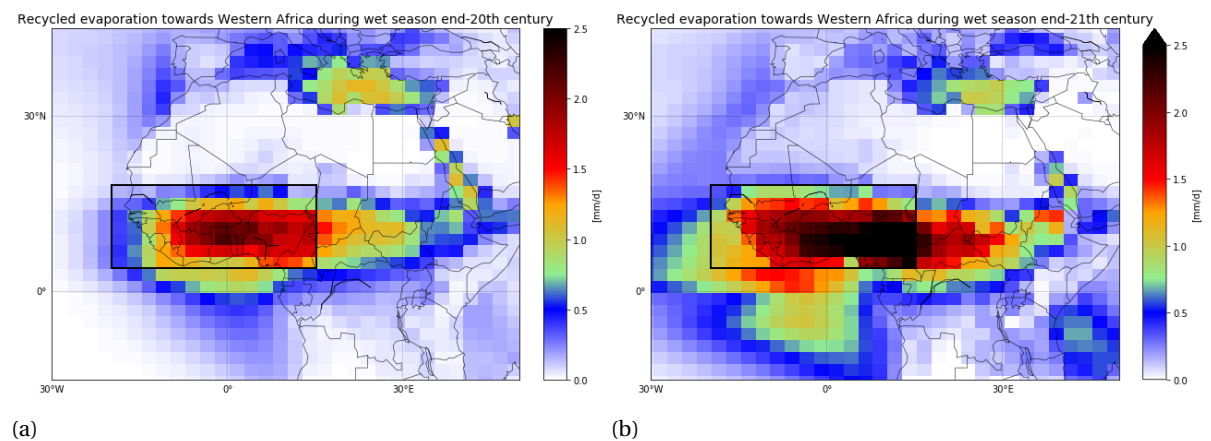 Recycled evaporation towards Western Africa during wet season end-20th century
2.5
2.0
1.5
1.0
0.5
0.0
[mm/d]
30°N
0°
30°W
0°
30°E
(a)
Recycled evaporation towards Western Africa during wet season end-21th century
2.5
2.0
1.5
1.0
0.5
0.0
[mm/d]
30°N
0°
30°W
0°
30°E
(b)